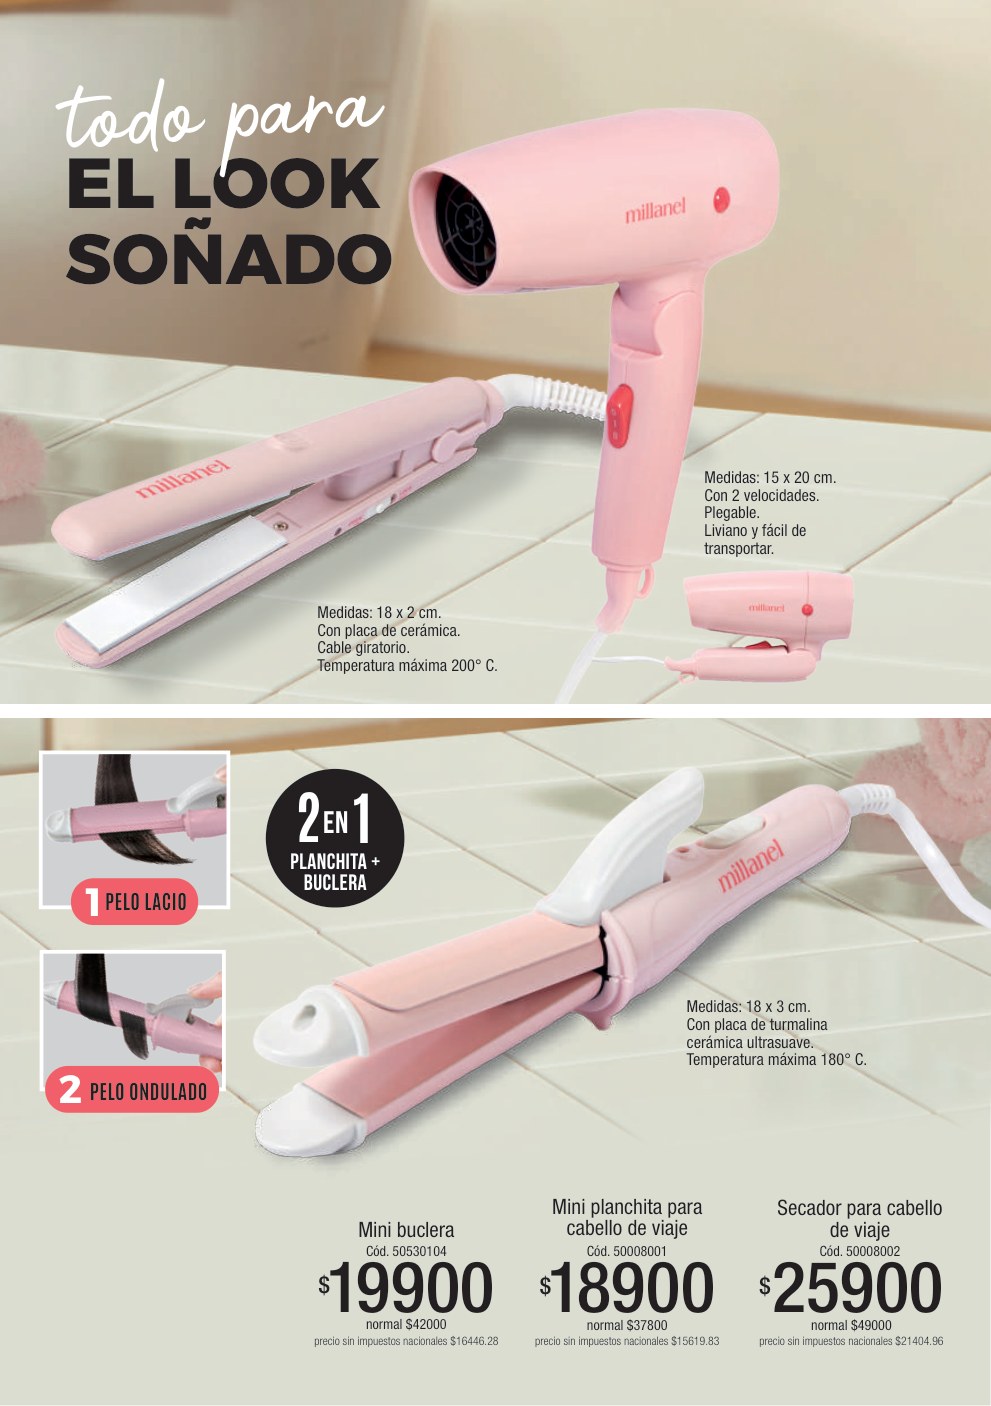 todo para
EL LOOK
SOÑADO
millanel
millanel
Medidas: 15 x 20 cm.
Con 2 velocidades.
Plegable.
Liviano y fácil de
transportar.
millanel
Medidas: 18 x 2 cm.
Con placa de cerámica.
Cable giratorio.
Temperatura máxima 200° C.
2 EN 1
PLANCHITA +
BUCLERA
1 PELO LACIO
millanel
2 PELO ONDULADO
Medidas: 18 x 3 cm.
Con placa de turmalina
cerámica ultrasuave.
Temperatura máxima 180° C.
Mini buclera
Cód. 50530104
$19900
normal $42000
precio sin impuestos nacionales $16446.28
Mini planchita para
cabello de viaje
Cód. 50008001
$18900
normal $37800
precio sin impuestos nacionales $15619.83
Secador para cabello
de viaje
Cód. 50008002
$25900
normal $49000
precio sin impuestos nacionales $21404.96